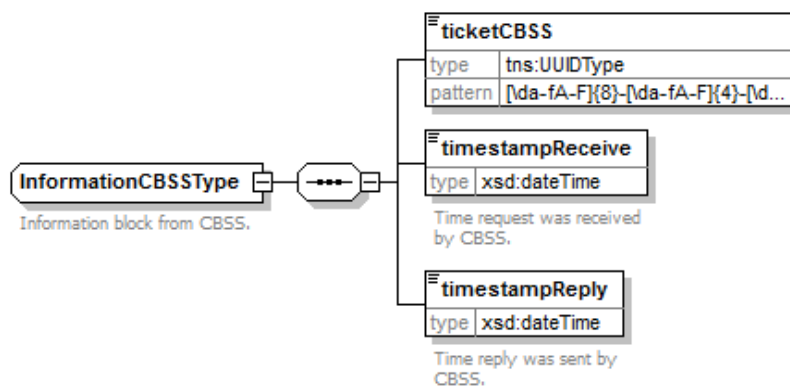 ticketCBSS
type tns:UUIDType
pattern [\da-fA-F]{8}-[\da-fA-F]{4}-[\d...
timestampReceive
type xsd:dateTime
Time request was received
by CBSS.
InformationCBSSType
Information block from CBSS.
timestampReply
type xsd:dateTime
Time reply was sent by
CBSS.